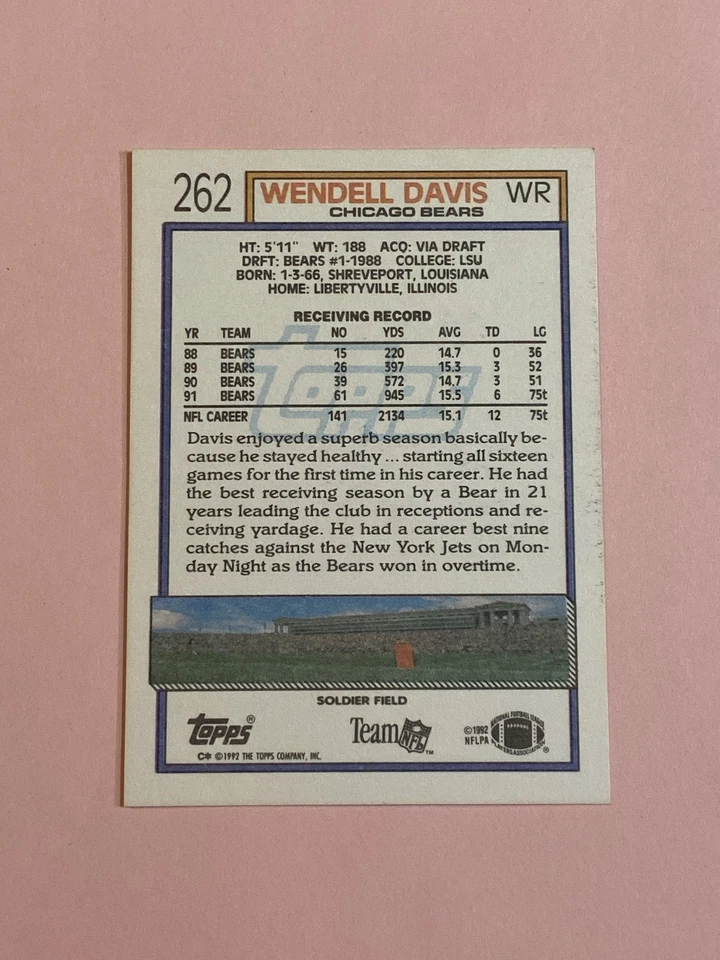 262 WENDELL DAVIS WR
CHICAGO BEARS
HT: 5'11" WT: 188 ACQ: VIA DRAFT
DRFT: BEARS #1-1988 COLLEGE: LSU
BORN: 1-3-66, SHREVEPORT, LOUISIANA
HOME: LIBERTYVILLE, ILLINOIS
RECEIVING RECORD
YR TEAM NO YDS AVG TD LG
88 BEARS 15 220 14.7 0 36
89 BEARS 26 397 15.3 3 52
90 BEARS 39 572 14.7 3 51
91 BEARS 61 945 15.5 6 75t
NFL CAREER 141 2134 15.1 12 75t
Topps
Davis enjoyed a superb season basically be-
cause he stayed healthy ... starting all sixteen
games for the first time in his career. He had
the best receiving season by a Bear in 21
years leading the club in receptions and re-
ceiving yardage. He had a career best nine
catches against the New York Jets on Mon-
day Night as the Bears won in overtime.
SOLDIER FIELD
Topps®
C* ©1992 THE TOPPS COMPANY, INC.
Team NFL™
©1992
NFLPA
NATIONAL FOOTBALL LEAGUE
PLAYERS ASSOCIATION ®